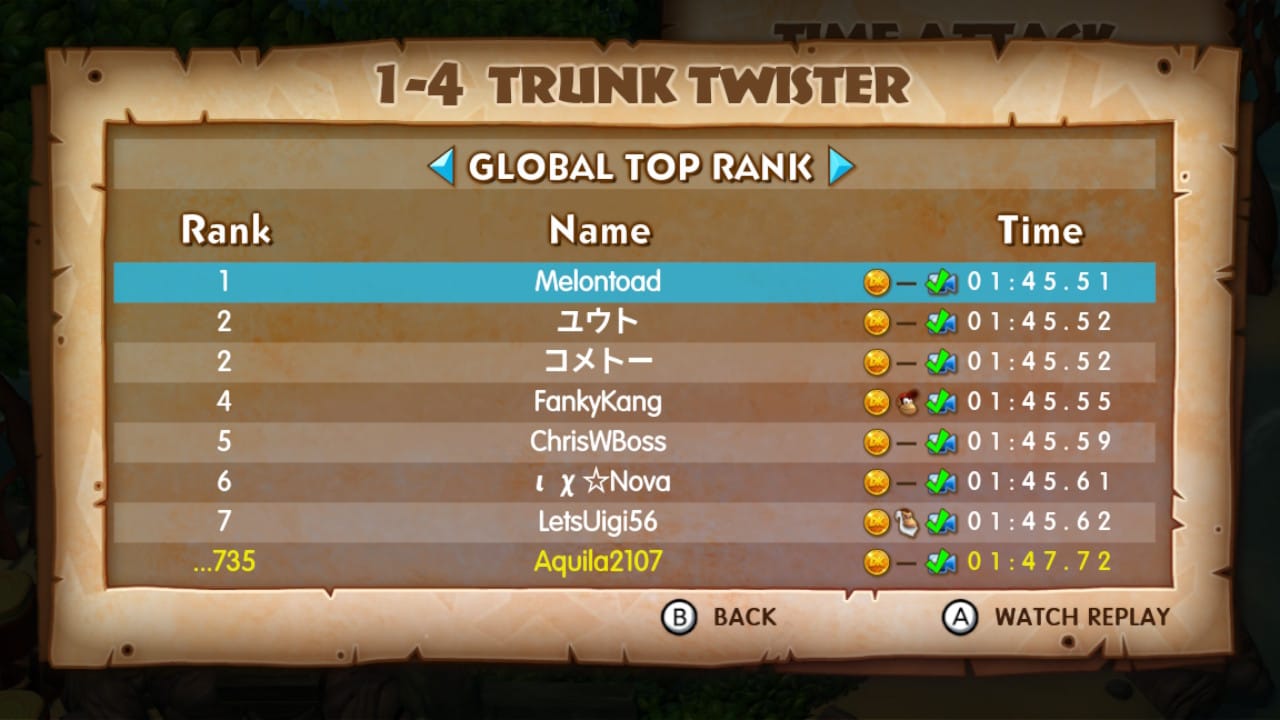 TIME ATTACK
1-4 TRUNK TWISTER
GLOBAL TOP RANK
Rank Name Time
1 Melontoad 01:45.51
2 ユウト 01:45.52
2 コメトー 01:45.52
4 FankyKang 01:45.55
5 ChrisWBoss 01:45.59
6 ι χ ☆Nova 01:45.61
7 LetsUigi56 01:45.62
...735 Aquila2107 01:47.72
B BACK A WATCH REPLAY